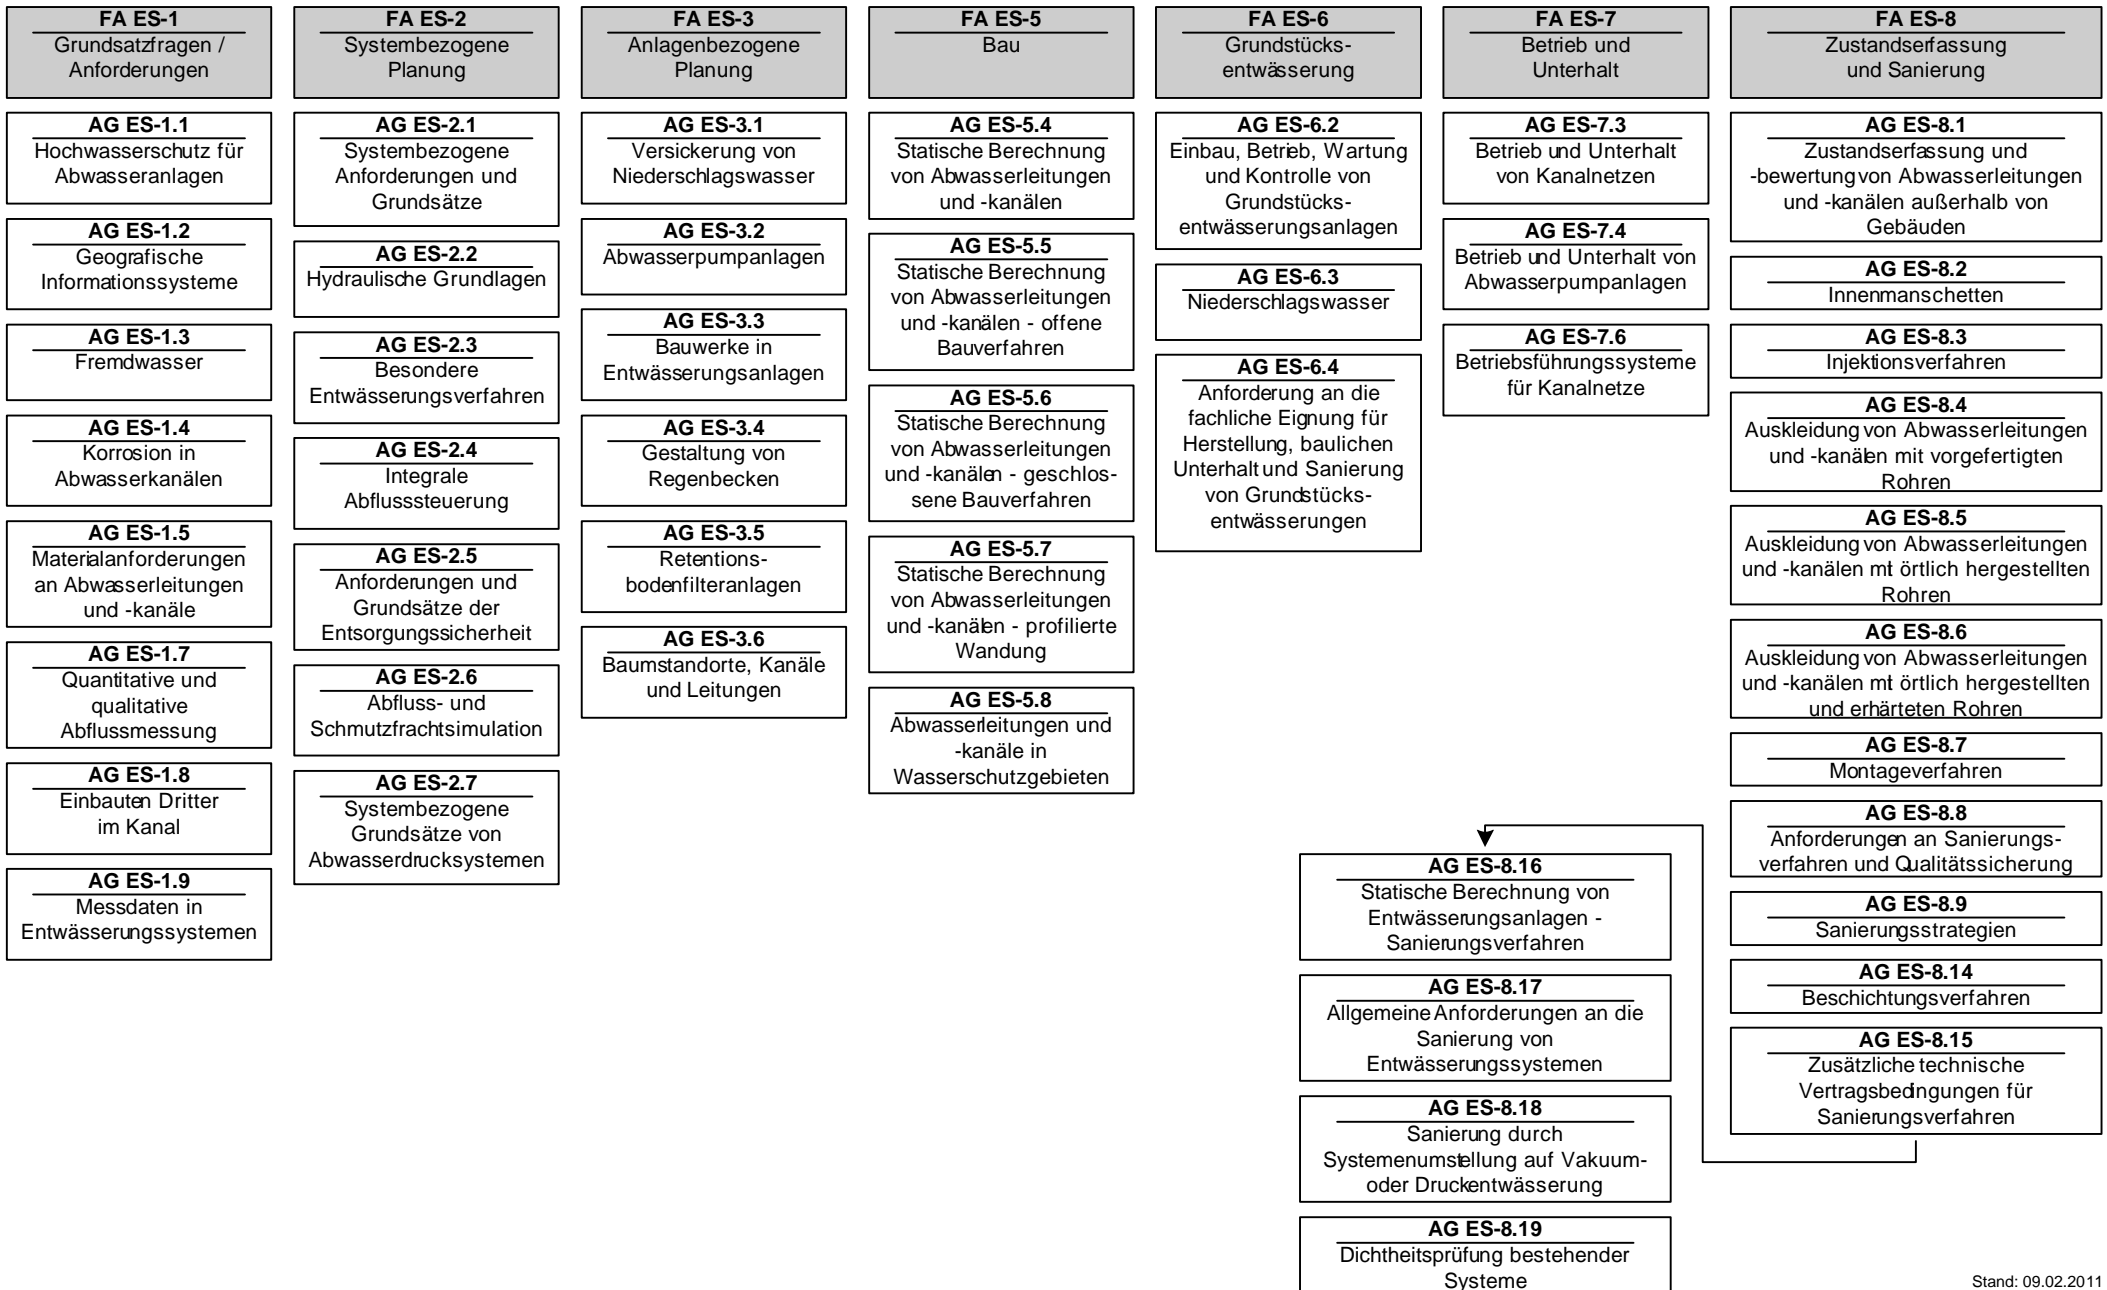 FA ES-1
Grundsatzfragen /
Anforderungen
AG ES-1.1
Hochwasserschutz für
Abwasseranlagen
AG ES-1.2
Geografische
Informationssysteme
AG ES-1.3
Fremdwasser
AG ES-1.4
Korrosion in
Abwasserkanälen
AG ES-1.5
Materialanforderungen
an Abwasserleitungen
und -kanäle
AG ES-1.7
Quantitative und
qualitative
Abflussmessung
AG ES-1.8
Einbauten Dritter
im Kanal
AG ES-1.9
Messdaten in
Entwässerungssystemen
FA ES-2
Systembezogene
Planung
AG ES-2.1
Systembezogene
Anforderungen und
Grundsätze
AG ES-2.2
Hydraulische Grundlagen
AG ES-2.3
Besondere
Entwässerungsverfahren
AG ES-2.4
Integrale
Abflusssteuerung
AG ES-2.5
Anforderungen und
Grundsätze der
Entsorgungssicherheit
AG ES-2.6
Abfluss- und
Schmutzfrachtsimulation
AG ES-2.7
Systembezogene
Grundsätze von
Abwasserdrucksystemen
FA ES-3
Anlagenbezogene
Planung
AG ES-3.1
Versickerung von
Niederschlagswasser
AG ES-3.2
Abwasserpumpanlagen
AG ES-3.3
Bauwerke in
Entwässerungsanlagen
AG ES-3.4
Gestaltung von
Regenbecken
AG ES-3.5
Retentions-
bodenfilteranlagen
AG ES-3.6
Baumstandorte, Kanäle
und Leitungen
FA ES-5
Bau
AG ES-5.4
Statische Berechnung
von Abwasserleitungen
und -kanälen
AG ES-5.5
Statische Berechnung
von Abwasserleitungen
und -kanälen - offene
Bauverfahren
AG ES-5.6
Statische Berechnung
von Abwasserleitungen
und -kanälen - geschlos-
sene Bauverfahren
AG ES-5.7
Statische Berechnung
von Abwasserleitungen
und -kanälen - profilierte
Wandung
AG ES-5.8
Abwasserleitungen und
-kanäle in
Wasserschutzgebieten
FA ES-6
Grundstücks-
entwässerung
AG ES-6.2
Einbau, Betrieb, Wartung
und Kontrolle von
Grundstücks-
entwässerungsanlagen
AG ES-6.3
Niederschlagswasser
AG ES-6.4
Anforderung an die
fachliche Eignung für
Herstellung, baulichen
Unterhalt und Sanierung
von Grundstücks-
entwässerungen
FA ES-7
Betrieb und
Unterhalt
AG ES-7.3
Betrieb und Unterhalt
von Kanalnetzen
AG ES-7.4
Betrieb und Unterhalt von
Abwasserpumpanlagen
AG ES-7.6
Betriebsführungssysteme
für Kanalnetze
FA ES-8
Zustandserfassung
und Sanierung
AG ES-8.1
Zustandserfassung und
-bewertung von Abwasserleitungen
und -kanälen außerhalb von
Gebäuden
AG ES-8.2
Innenmanschetten
AG ES-8.3
Injektionsverfahren
AG ES-8.4
Auskleidung von Abwasserleitungen
und -kanälen mit vorgefertigten
Rohren
AG ES-8.5
Auskleidung von Abwasserleitungen
und -kanälen mt örtlich hergestellten
Rohren
AG ES-8.6
Auskleidung von Abwasserleitungen
und -kanälen mt örtlich hergestellten
und erhärteten Rohren
AG ES-8.7
Montageverfahren
AG ES-8.8
Anforderungen an Sanierungs-
verfahren und Qualitätssicherung
AG ES-8.9
Sanierungsstrategien
AG ES-8.14
Beschichtungsverfahren
AG ES-8.15
Zusätzliche technische
Vertragsbedingungen für
Sanierungsverfahren
AG ES-8.16
Statische Berechnung von
Entwässerungsanlagen -
Sanierungsverfahren
AG ES-8.17
Allgemeine Anforderungen an die
Sanierung von
Entwässerungssystemen
AG ES-8.18
Sanierung durch
Systemenumstellung auf Vakuum-
oder Druckentwässerung
AG ES-8.19
Dichtheitsprüfung bestehender
Systeme
Stand: 09.02.2011